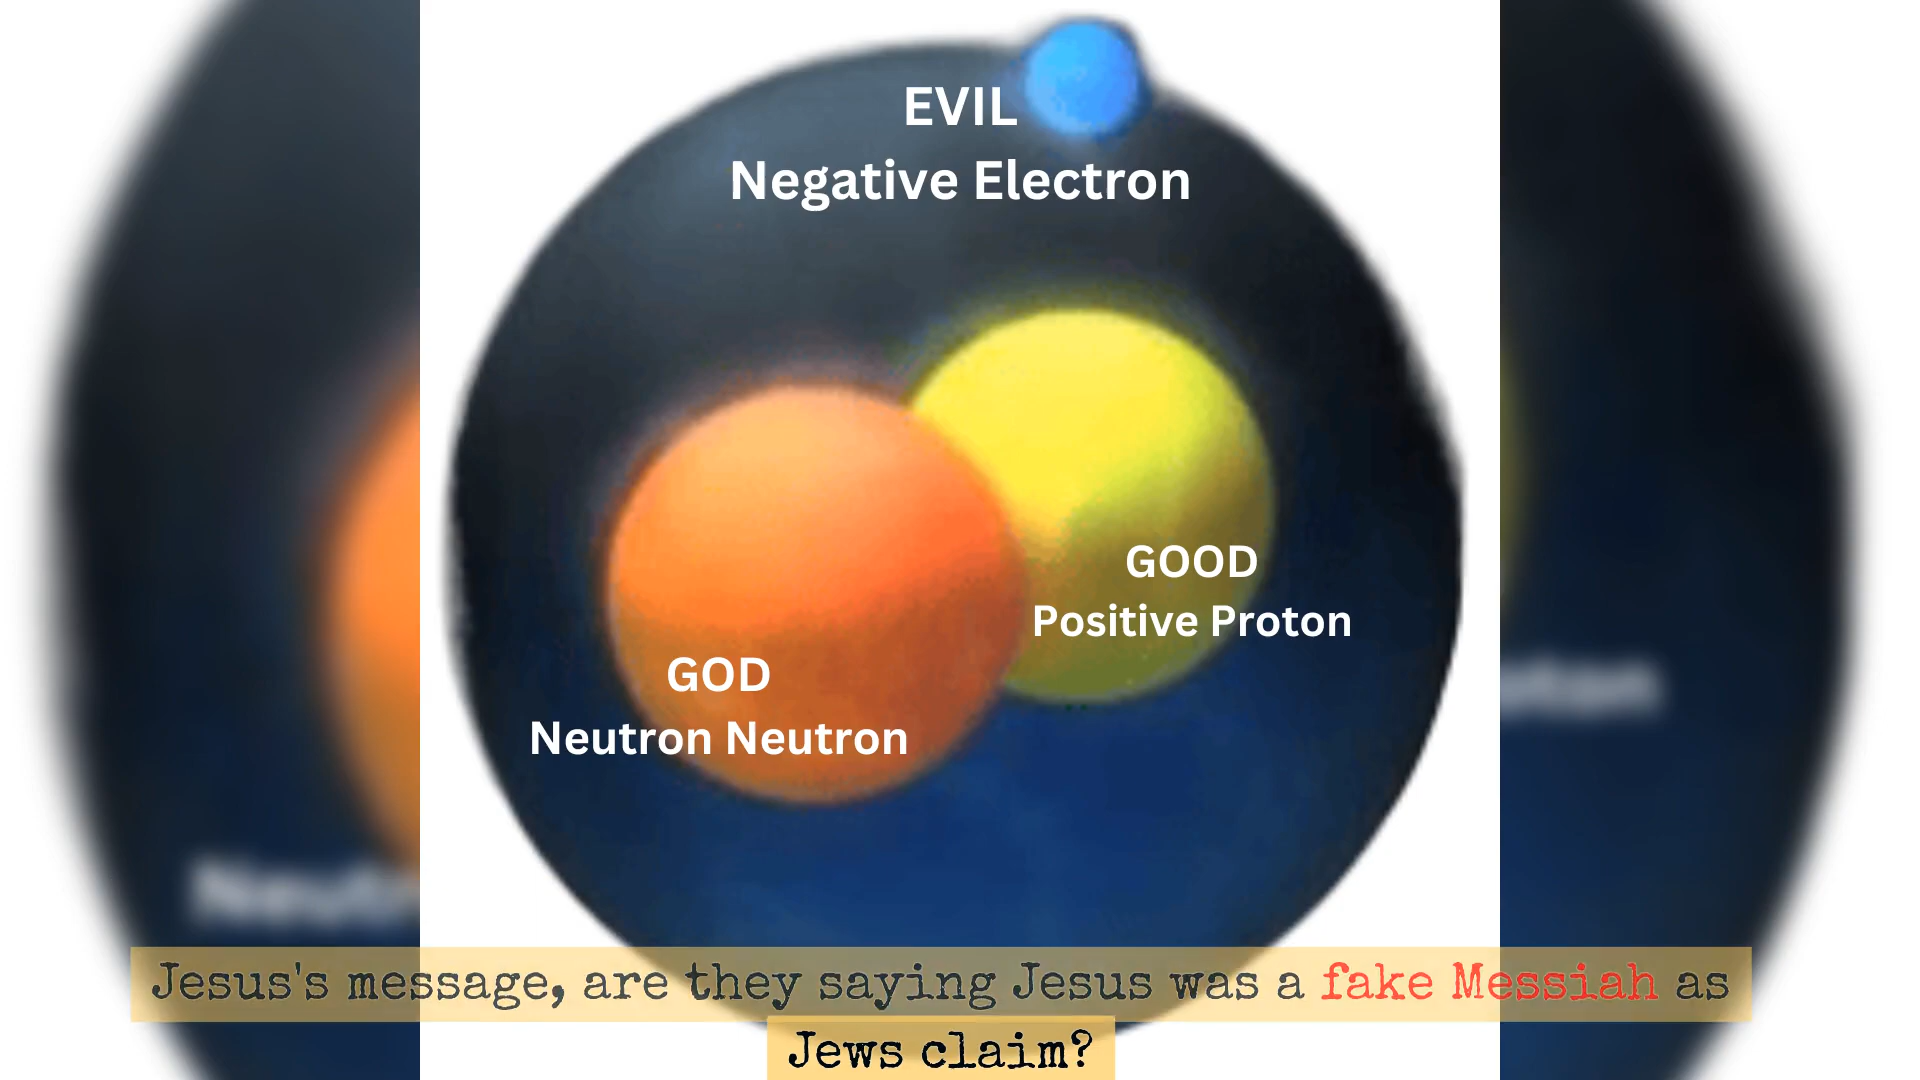 EVIL
Negative Electron
GOOD
Positive Proton
GOD
Neutron Neutron
Jesus's message, are they saying Jesus was a fake Messiah as
Jews claim?